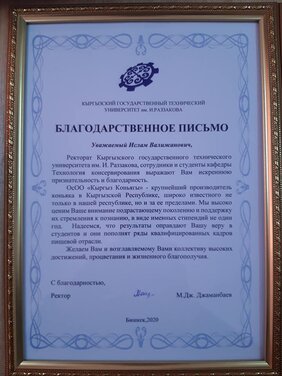 КЫРГЫЗСКИЙ ГОСУДАРСТВЕННЫЙ ТЕХНИЧЕСКИЙ
УНИВЕРСИТЕТ им. И.РАЗЗАКОВА
БЛАГОДАРСТВЕННОЕ ПИСЬМО
Уважаемый Ислам Валижанович,
Ректорат Кыргызского государственного технического
университета им. И. Раззакова, сотрудники и студенты кафедры
Технология консервирования выражают Вам искреннюю
признательность и благодарность.
ОсОО «Кыргыз Коньягы» - крупнейший производитель
коньяка в Кыргызской Республике, широко известного не
только в нашей республике, но и за ее пределами. Мы высоко
ценим Ваше внимание подрастающему поколению и поддержку
их стремления к познанию, в виде именных стипендий не один
год. Надеемся, что результаты оправдают Вашу веру в
студентов и они пополнят ряды квалифицированных кадров
пищевой отрасли.
Желаем Вам и возглавляемому Вами коллективу высоких
достижений, процветания и жизненного благополучия.
С благодарностью,
Ректор М.Дж. Джаманбаев
Бишкек,2020